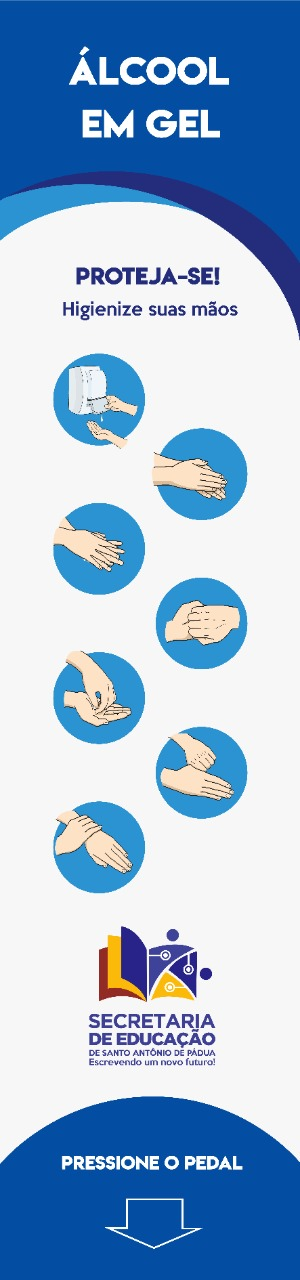 ÁLCOOL
EM GEL
PROTEJA-SE!
Higienize suas mãos
SECRETARIA
DE EDUCAÇÃO
DE SANTO ANTÔNIO DE PÁDUA
Escrevendo um novo futuro!
PRESSIONE O PEDAL